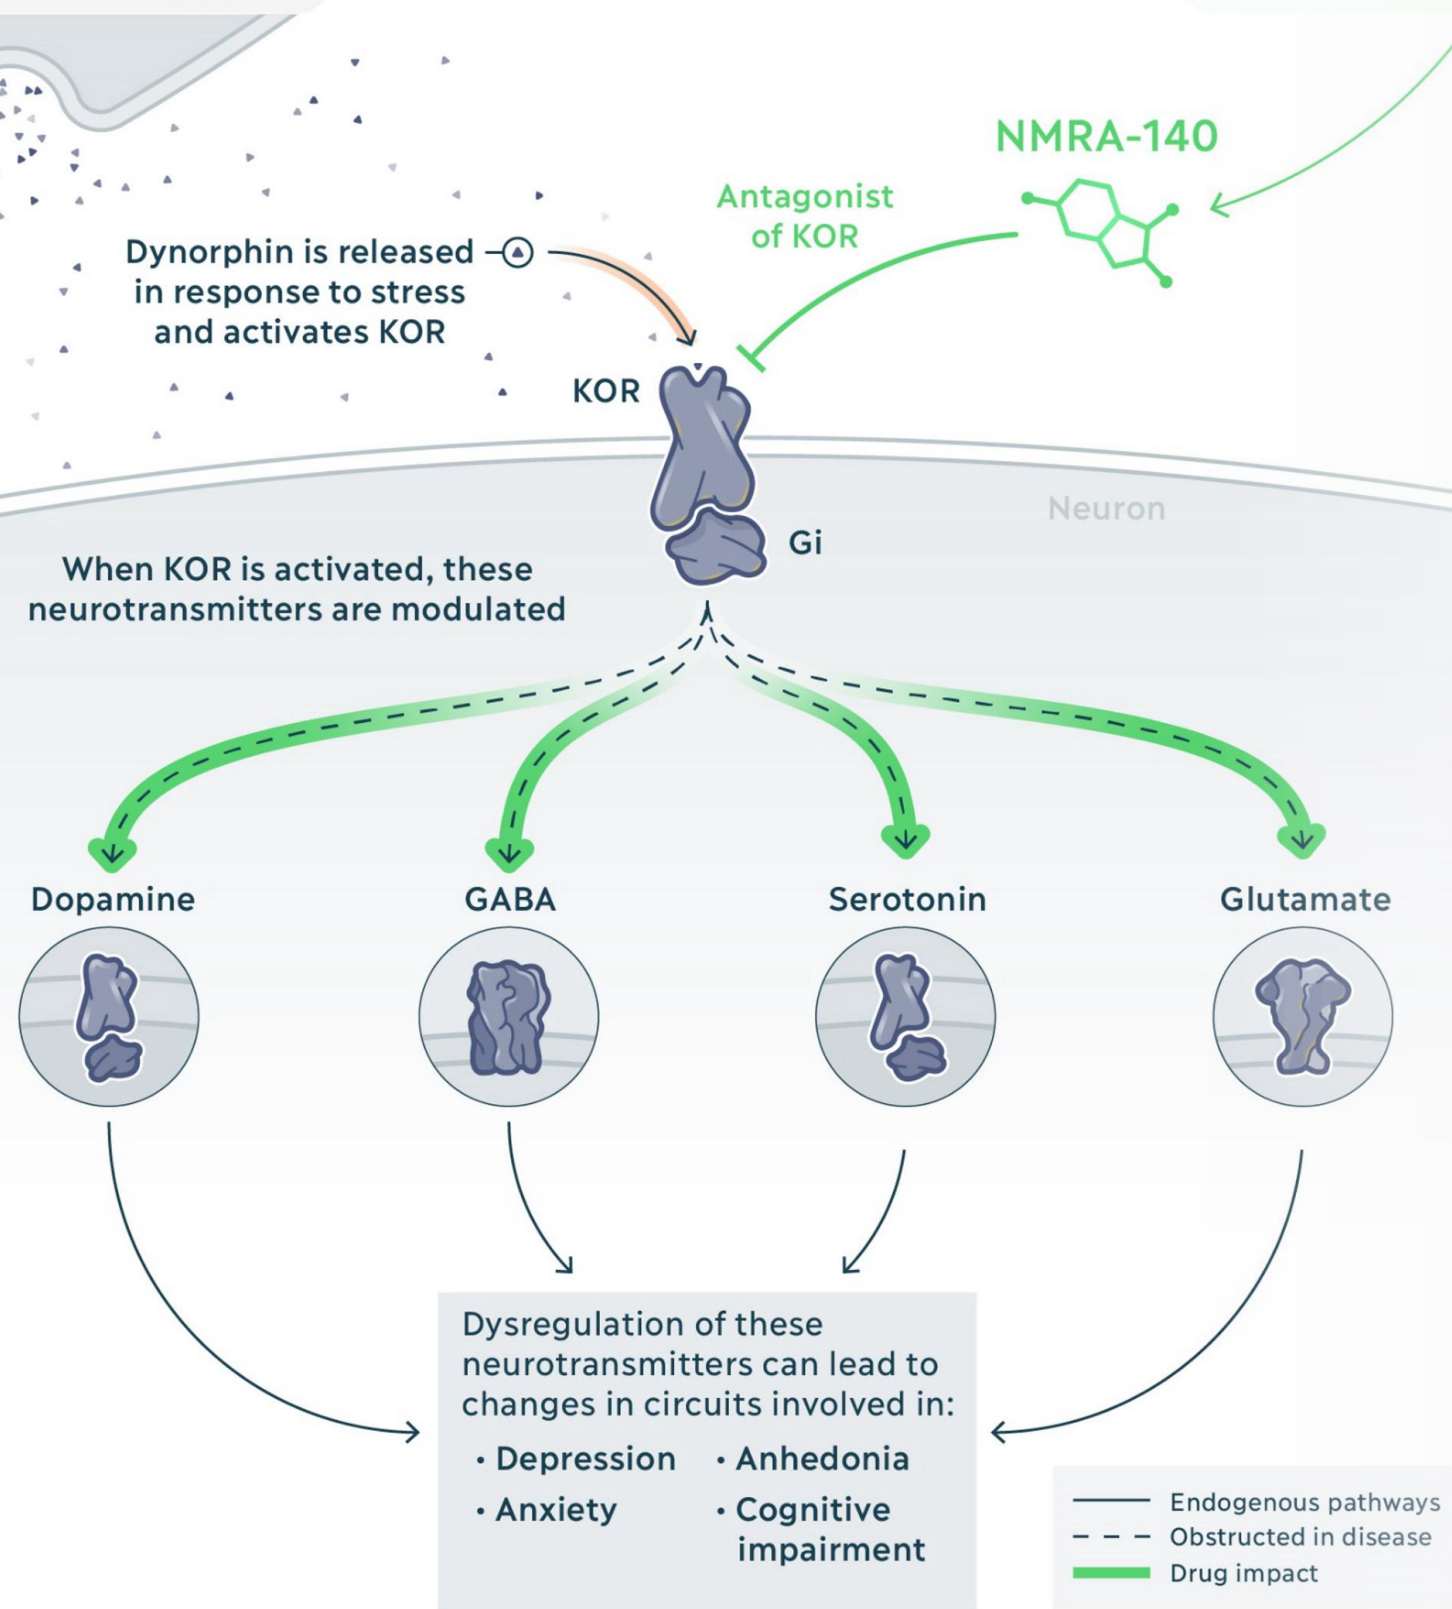 NMRA-140
Antagonist
of KOR
Dynorphin is released
in response to stress
and activates KOR
KOR
Neuron
Gi
When KOR is activated, these
neurotransmitters are modulated
Dopamine
GABA
Serotonin
Glutamate
Dysregulation of these
neurotransmitters can lead to
changes in circuits involved in:
· Depression
· Anhedonia
· Anxiety
· Cognitive
impairment
Endogenous pathways
Obstructed in disease
Drug impact